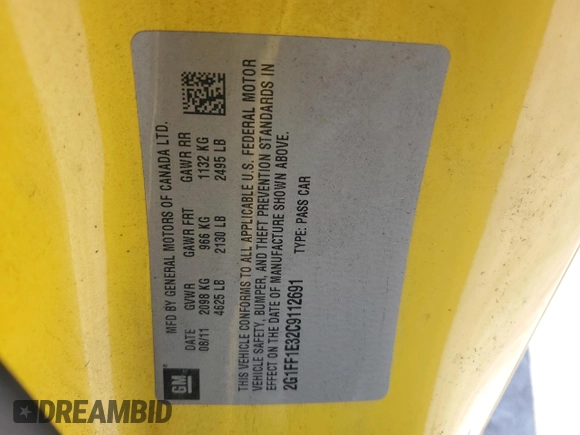 MFD BY GENERAL MOTORS OF CANADA LTD.
DATE GVWR GAWR FRT GAWR RR
08/11 2098 KG 966 KG 1132 KG
4625 LB 2130 LB 2495 LB
THIS VEHICLE CONFORMS TO ALL APPLICABLE U.S. FEDERAL MOTOR
VEHICLE SAFETY, BUMPER, AND THEFT PREVENTION STANDARDS IN
EFFECT ON THE DATE OF MANUFACTURE SHOWN ABOVE.
2G1FF1E32C9112691 TYPE: PASS CAR
GM
DREAMBID